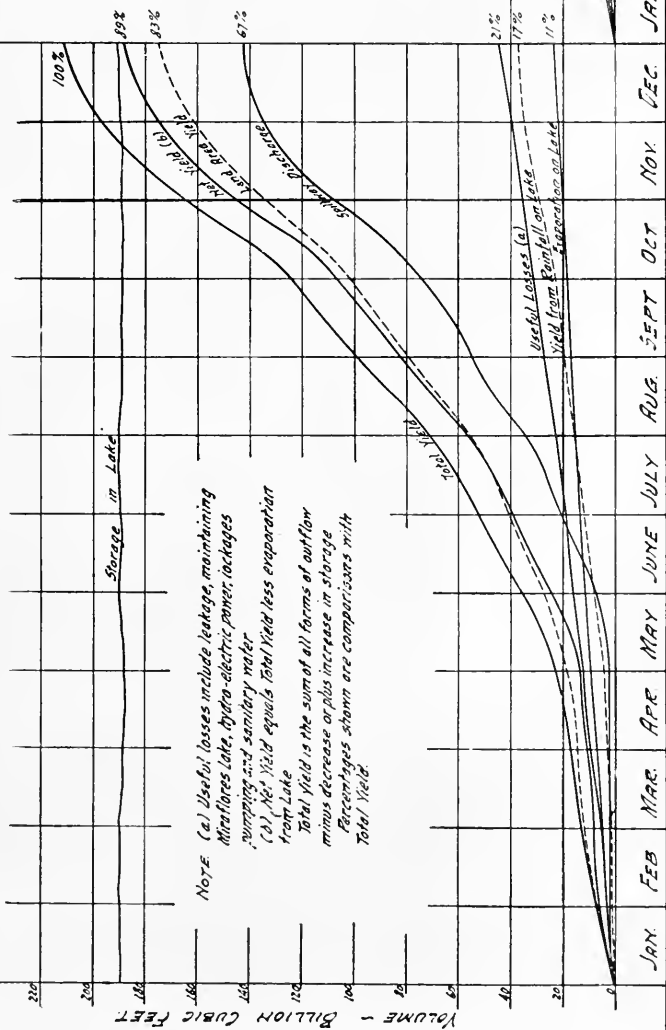 VOLUME ~ BILLION CUBIC FEET.
220
200
180
160
140
120
100
80
60
40
20
0
Storage in Lake
100%
89%
83%
67%
21%
17%
11%
Net Yield (b)
Land Area Yield
Spillway Discharge
Total Yield
Useful Losses (a)
Yield from Rainfall on Lake
Evaporation on Lake
NOTE (a) Useful losses include leakage, maintaining
Miraflores Lake, hydro-electric power, lockages
pumping and sanitary water
(b) Net Yield equals Total Yield less evaporation
from Lake
Total Yield is the sum of all forms of outflow
minus decrease or plus increase in storage
Percentages shown are comparisons with
Total Yield.
JAN. FEB MAR. APR. MAY JUNE JULY AUG. SEPT OCT NOV. DEC. JA